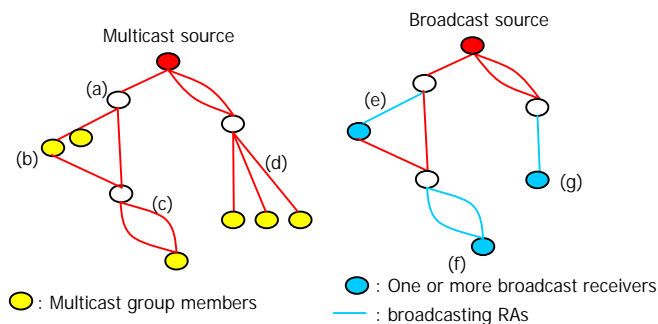 Multicast source
(a)
(b)
(c)
(d)
: Multicast group members
Broadcast source
(e)
(g)
(f)
: One or more broadcast receivers
: broadcasting RAs